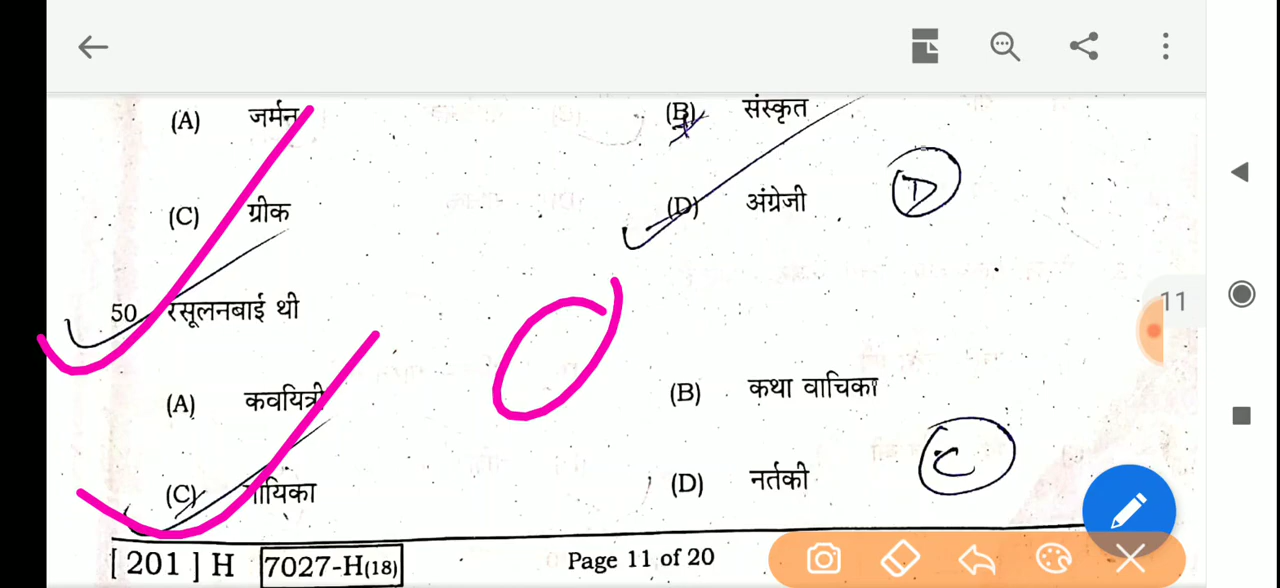 (A) जर्मन (B) संस्कृत
(C) ग्रीक (D) अंग्रेजी D
11
50 रसूलनबाई थी
(A) कवयित्री (B) कथा वाचिका
C
(C) गायिका (D) नर्तकी
[ 201 ] H 7027-H(18) Page 11 of 20